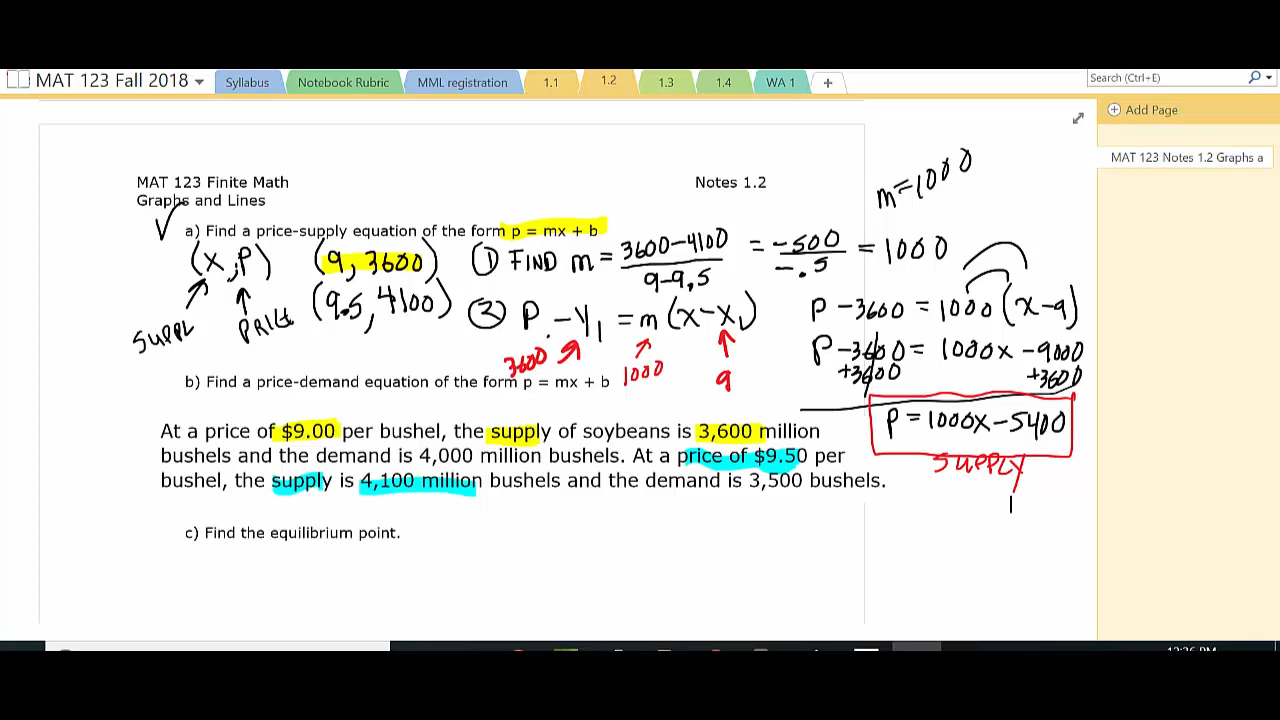 MAT 123 Fall 2018 Syllabus Notebook Rubric MML registration 1.1 1.2 1.3 1.4 WA 1 + Search (Ctrl+E)
Add Page
MAT 123 Notes 1.2 Graphs a
MAT 123 Finite Math Notes 1.2
Graphs and Lines
m=1000
a) Find a price-supply equation of the form p = mx + b
(x, P) (9, 3600) ① FIND m = 3600-4100 / 9-9.5 = -500 / -.5 = 1000
SUPPL PRICE (9.5, 4100) ② P - Y1 = m(x - x1)
3600 1000 9
P - 3600 = 1000(x-9)
P - 3600 = 1000x - 9000
+3600 +3600
P = 1000x - 5400
SUPPLY
b) Find a price-demand equation of the form p = mx + b
At a price of $9.00 per bushel, the supply of soybeans is 3,600 million
bushels and the demand is 4,000 million bushels. At a price of $9.50 per
bushel, the supply is 4,100 million bushels and the demand is 3,500 bushels.
c) Find the equilibrium point.